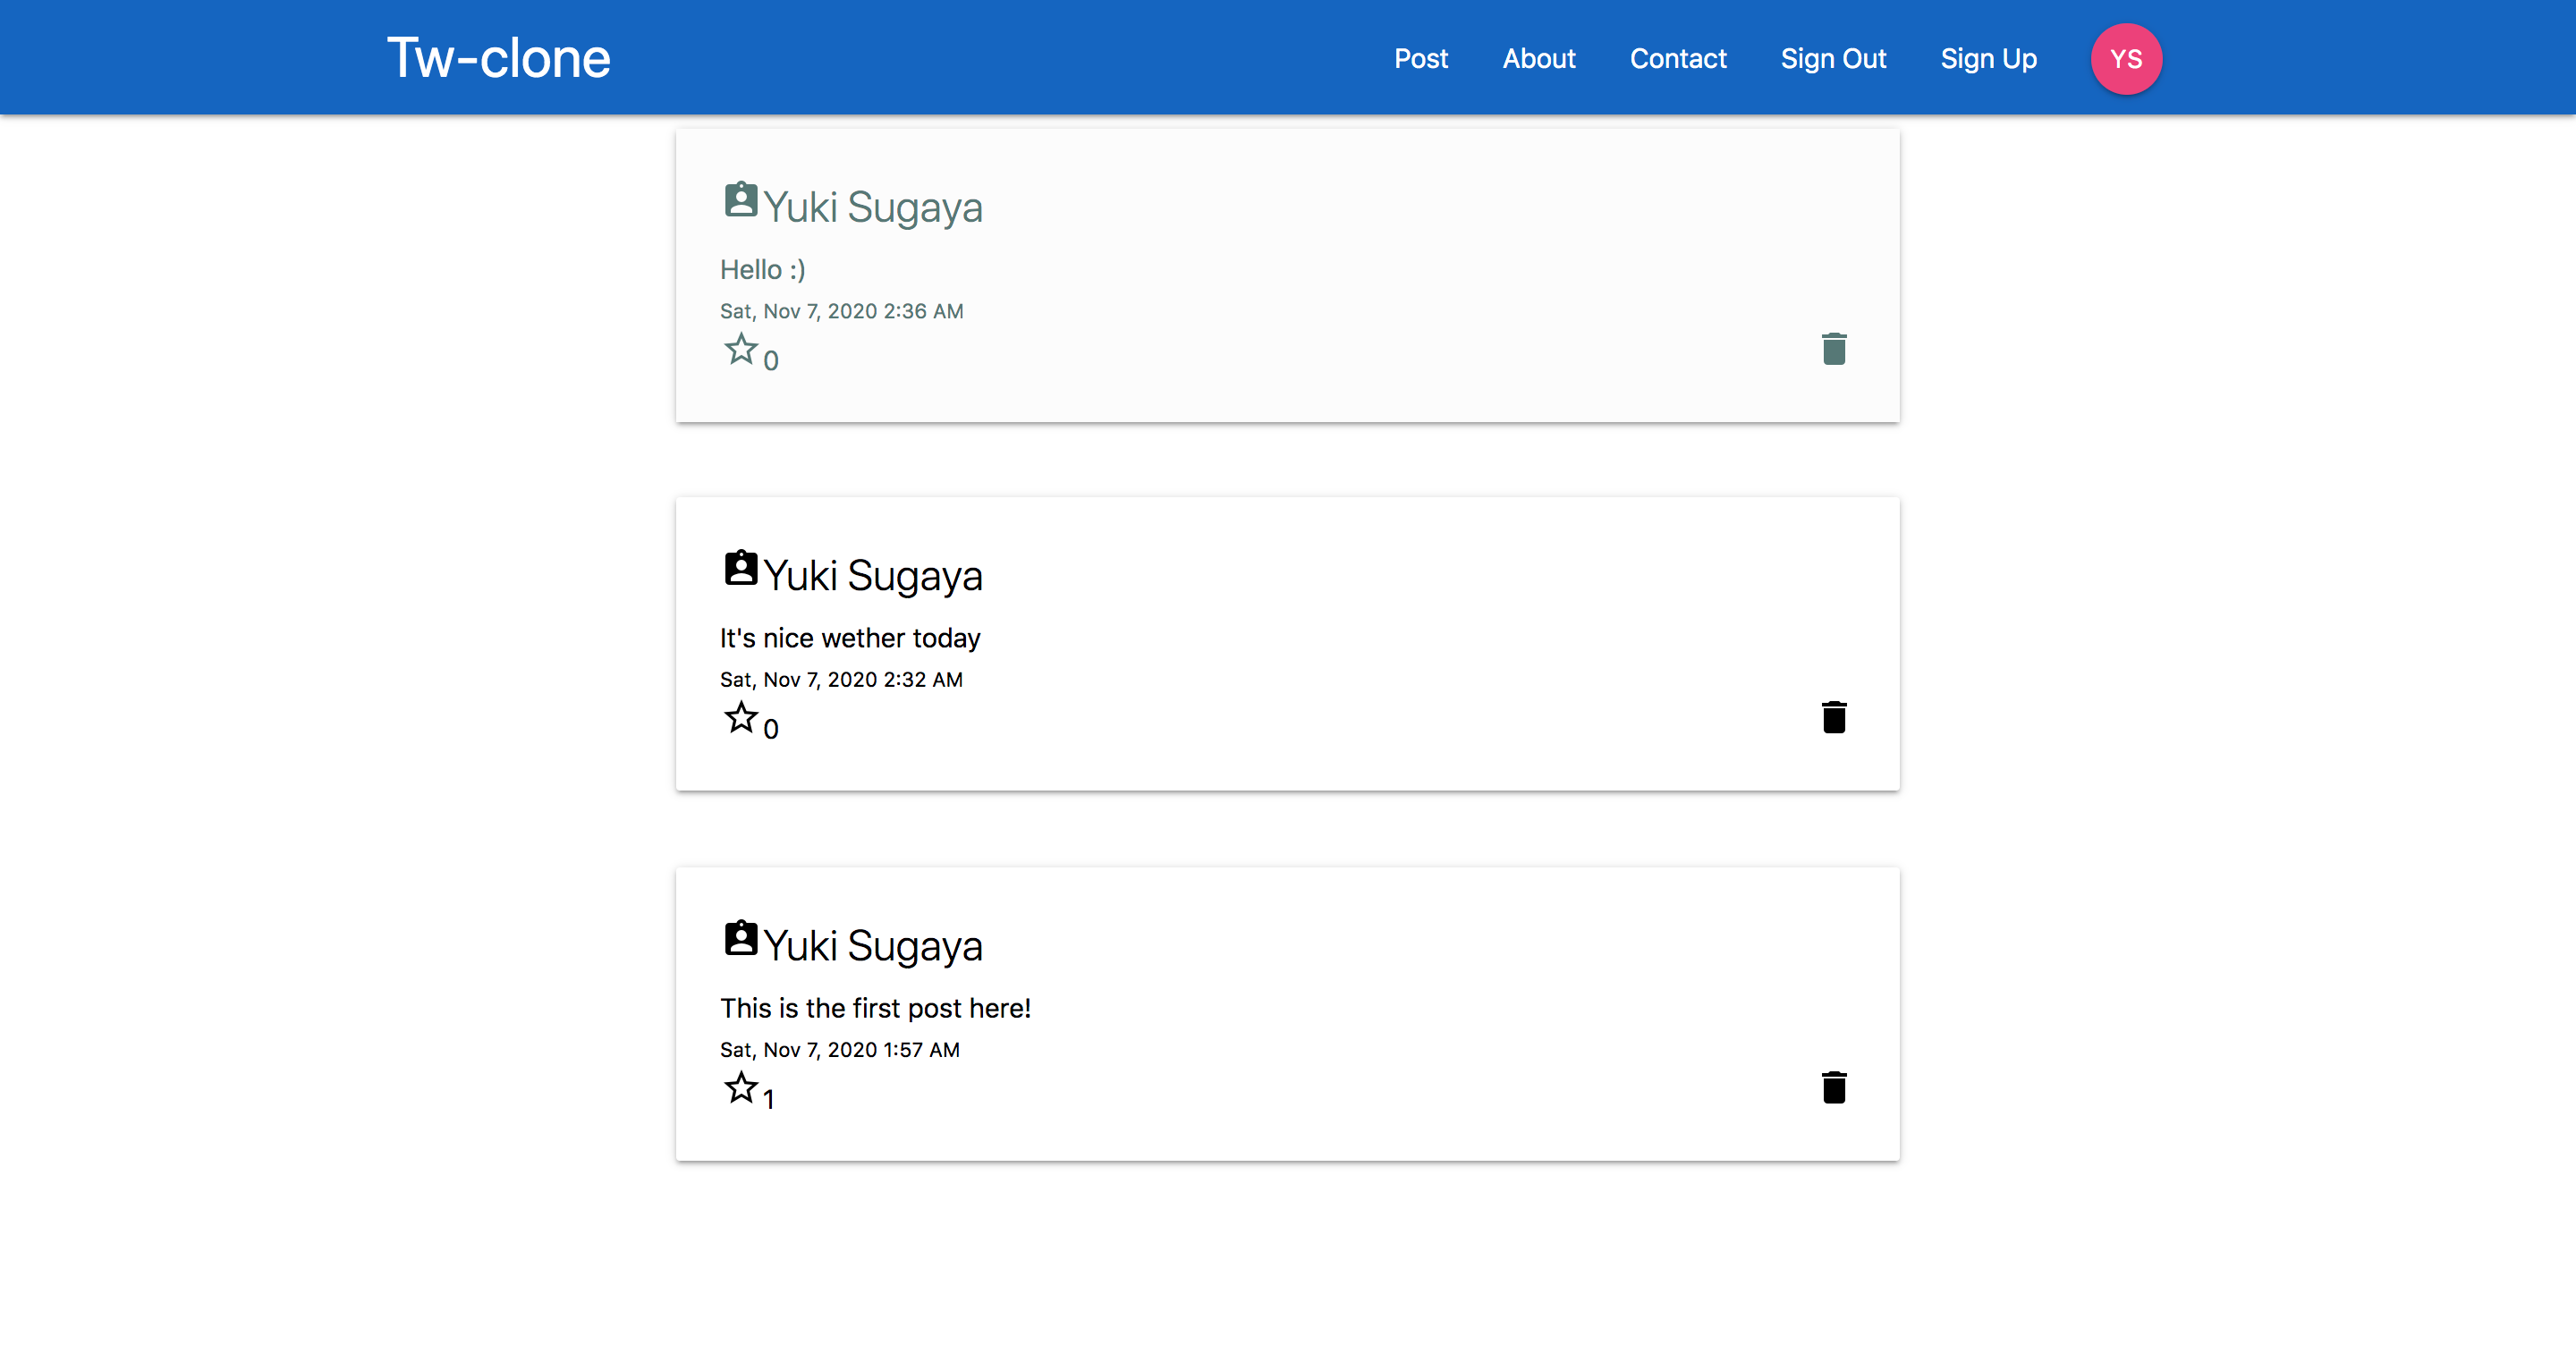 Tw-clone
Post About Contact Sign Out Sign Up YS
Yuki Sugaya
Hello :)
Sat, Nov 7, 2020 2:36 AM
0
Yuki Sugaya
It's nice wether today
Sat, Nov 7, 2020 2:32 AM
0
Yuki Sugaya
This is the first post here!
Sat, Nov 7, 2020 1:57 AM
1